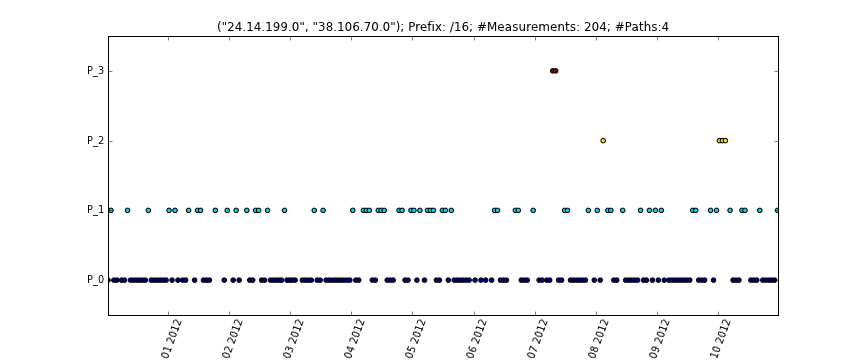 ("24.14.199.0", "38.106.70.0"); Prefix: /16; #Measurements: 204; #Paths:4
P_3
P_2
P_1
P_0
01 2012
02 2012
03 2012
04 2012
05 2012
06 2012
07 2012
08 2012
09 2012
10 2012